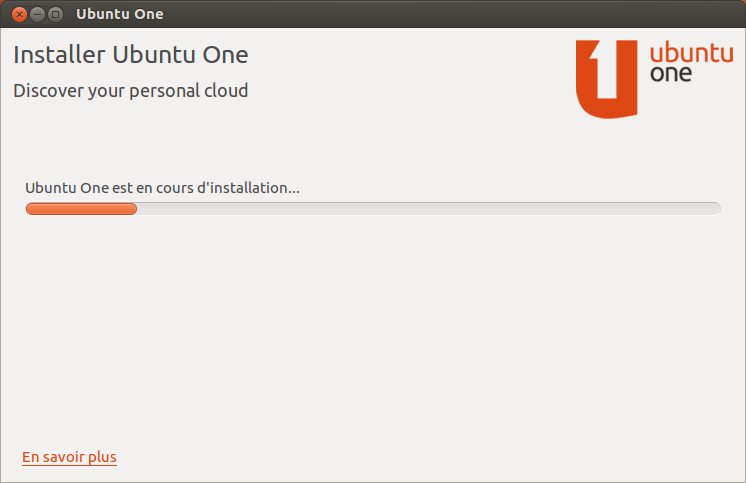 Ubuntu One
Installer Ubuntu One
Discover your personal cloud
ubuntu
one
Ubuntu One est en cours d'installation...
En savoir plus